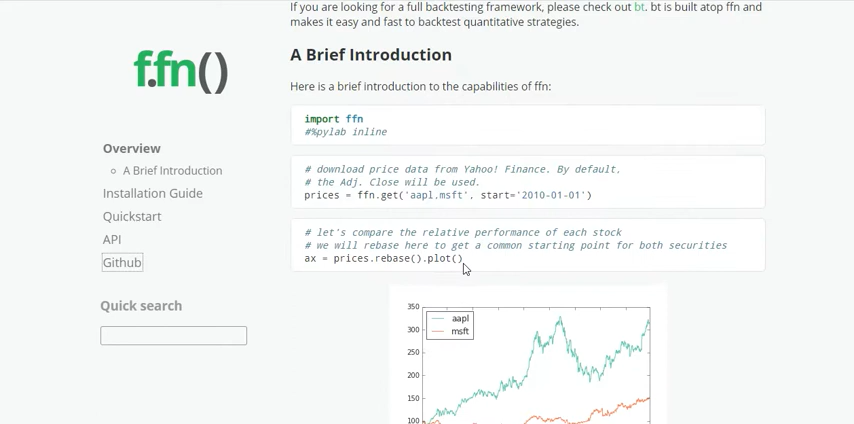 If you are looking for a full backtesting framework, please check out bt. bt is built atop ffn and
makes it easy and fast to backtest quantitative strategies.
f.fn()
Overview
A Brief Introduction
Installation Guide
Quickstart
API
Github
Quick search
A Brief Introduction
Here is a brief introduction to the capabilities of ffn:
import ffn
#%pylab inline
# download price data from Yahoo! Finance. By default,
# the Adj. Close will be used.
prices = ffn.get('aapl,msft', start='2010-01-01')
# let's compare the relative performance of each stock
# we will rebase here to get a common starting point for both securities
ax = prices.rebase().plot()
350
300
250
200
150
100
aapl
msft